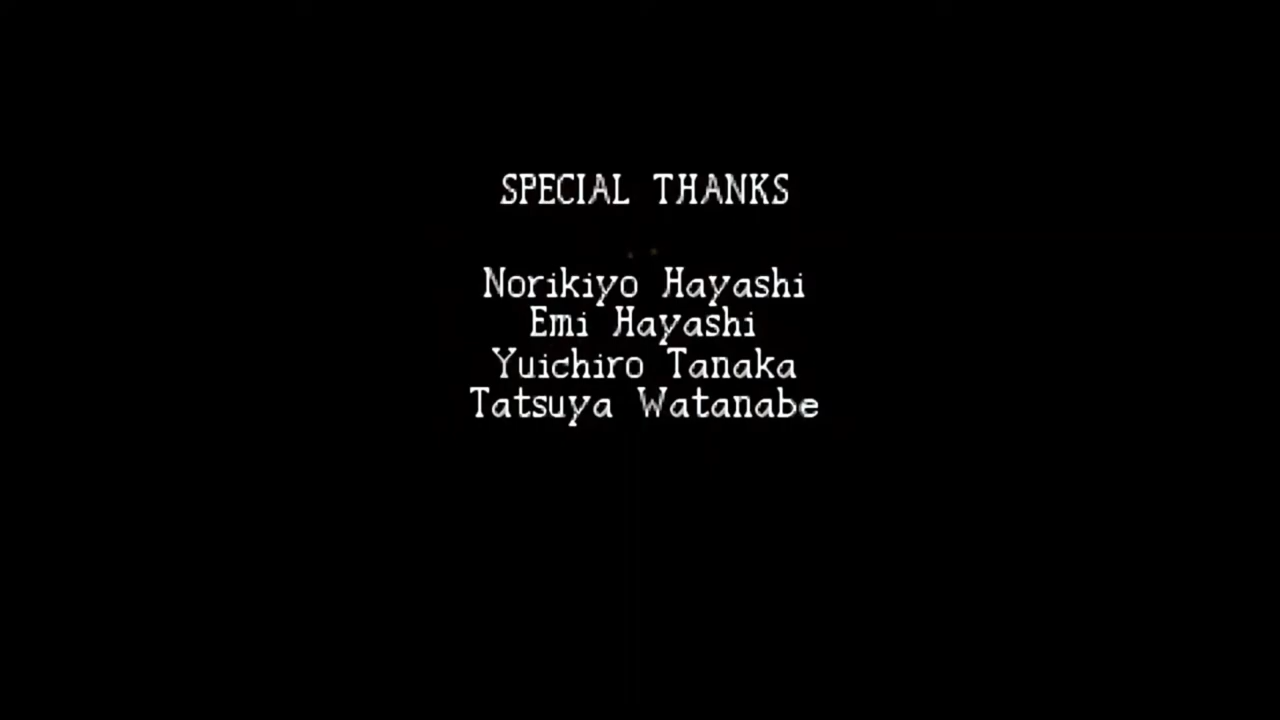 SPECIAL THANKS
Norikiyo Hayashi
Emi Hayashi
Yuichiro Tanaka
Tatsuya Watanabe